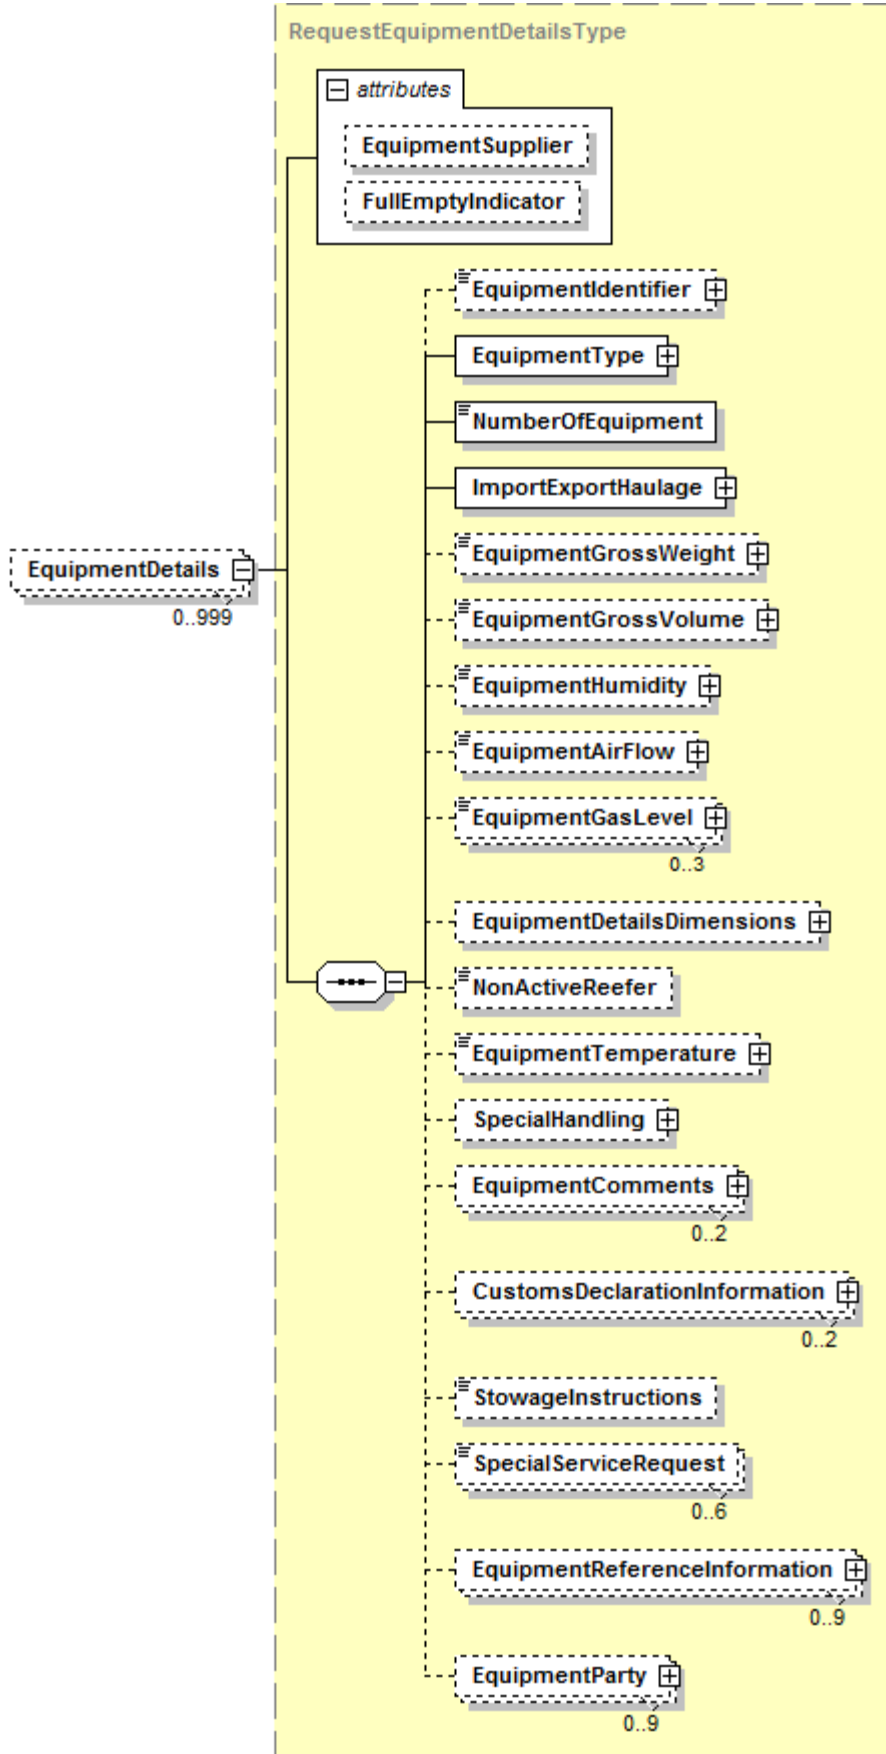 RequestEquipmentDetailsType
attributes
EquipmentSupplier
FullEmptyIndicator
EquipmentIdentifier
EquipmentType
NumberOfEquipment
ImportExportHaulage
EquipmentGrossWeight
EquipmentDetails
0..999
EquipmentGrossVolume
EquipmentHumidity
EquipmentAirFlow
EquipmentGasLevel
0..3
EquipmentDetailsDimensions
NonActiveReefer
EquipmentTemperature
SpecialHandling
EquipmentComments
0..2
CustomsDeclarationInformation
0..2
StowageInstructions
SpecialServiceRequest
0..6
EquipmentReferenceInformation
0..9
EquipmentParty
0..9